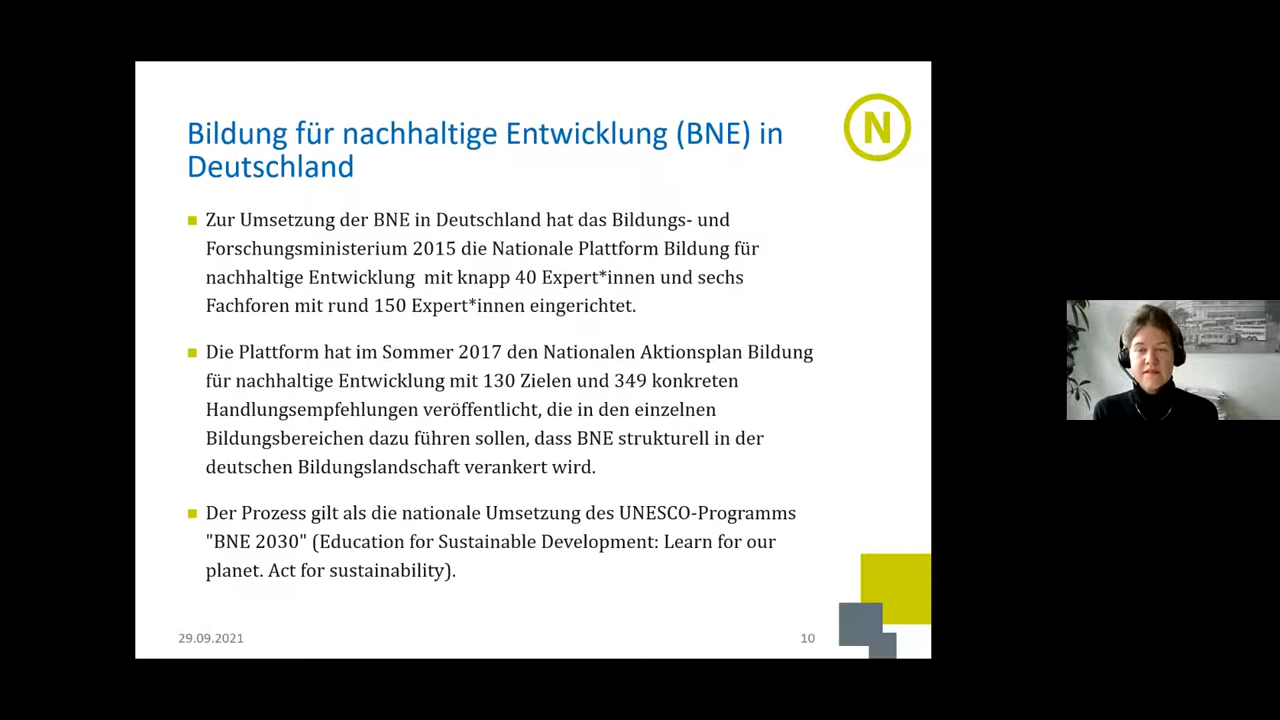 Bildung für nachhaltige Entwicklung (BNE) in
Deutschland
N
Zur Umsetzung der BNE in Deutschland hat das Bildungs- und
Forschungsministerium 2015 die Nationale Plattform Bildung für
nachhaltige Entwicklung mit knapp 40 Expert*innen und sechs
Fachforen mit rund 150 Expert*innen eingerichtet.
Die Plattform hat im Sommer 2017 den Nationalen Aktionsplan Bildung
für nachhaltige Entwicklung mit 130 Zielen und 349 konkreten
Handlungsempfehlungen veröffentlicht, die in den einzelnen
Bildungsbereichen dazu führen sollen, dass BNE strukturell in der
deutschen Bildungslandschaft verankert wird.
Der Prozess gilt als die nationale Umsetzung des UNESCO-Programms
"BNE 2030" (Education for Sustainable Development: Learn for our
planet. Act for sustainability).
29.09.2021
10